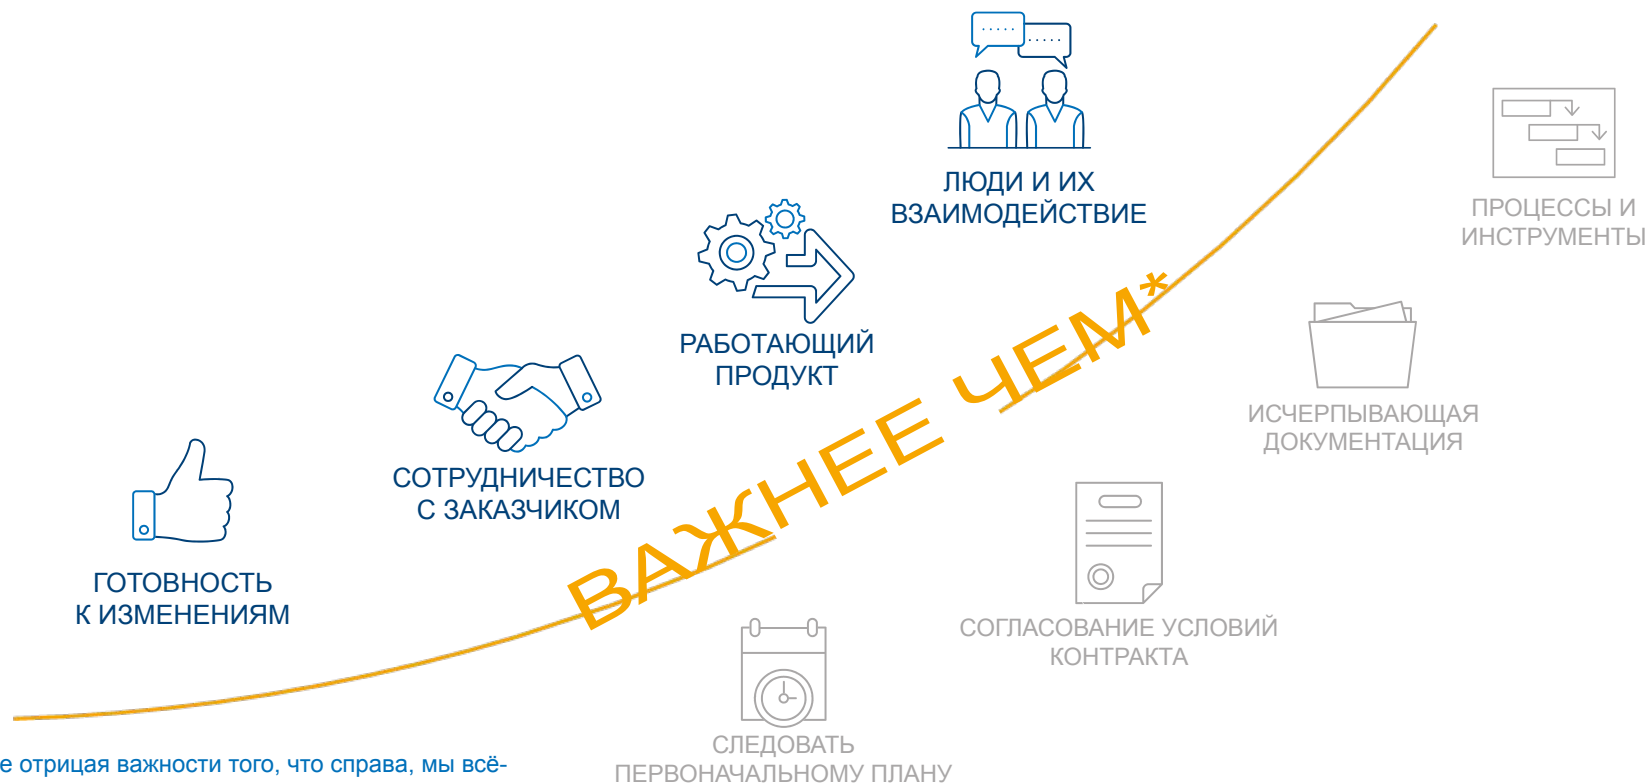 ЛЮДИ И ИХ
ВЗАИМОДЕЙСТВИЕ
ПРОЦЕССЫ И
ИНСТРУМЕНТЫ
РАБОТАЮЩИЙ
ПРОДУКТ
ИСЧЕРПЫВАЮЩАЯ
ДОКУМЕНТАЦИЯ
СОТРУДНИЧЕСТВО
С ЗАКАЗЧИКОМ
ВАЖНЕЕ ЧЕМ*
ГОТОВНОСТЬ
К ИЗМЕНЕНИЯМ
СОГЛАСОВАНИЕ УСЛОВИЙ
КОНТРАКТА
СЛЕДОВАТЬ
ПЕРВОНАЧАЛЬНОМУ ПЛАНУ
е отрицая важности того, что справа, мы всё-